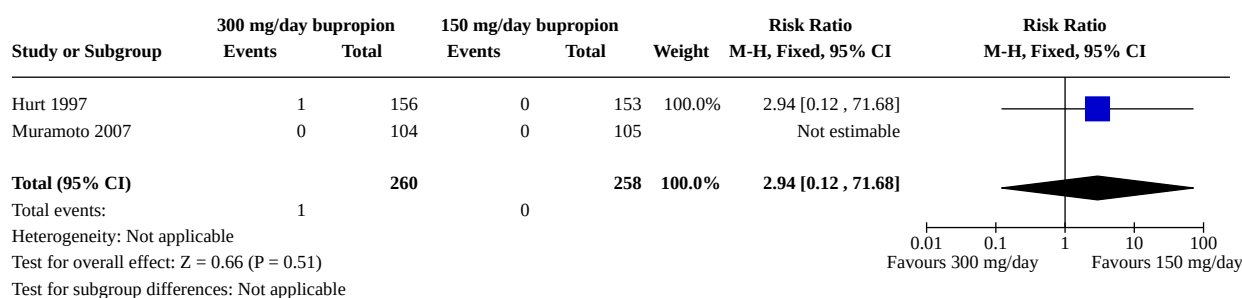 300 mg/day bupropion 150 mg/day bupropion Risk Ratio Risk Ratio
Study or Subgroup Events Total Events Total Weight M-H, Fixed, 95% CI M-H, Fixed, 95% CI
Hurt 1997 1 156 0 153 100.0% 2.94 [0.12 , 71.68]
Muramoto 2007 0 104 0 105 Not estimable
Total (95% CI) 260 258 100.0% 2.94 [0.12 , 71.68]
Total events: 1 0
Heterogeneity: Not applicable
0.01 0.1 1 10 100
Test for overall effect: Z = 0.66 (P = 0.51) Favours 300 mg/day Favours 150 mg/day
Test for subgroup differences: Not applicable